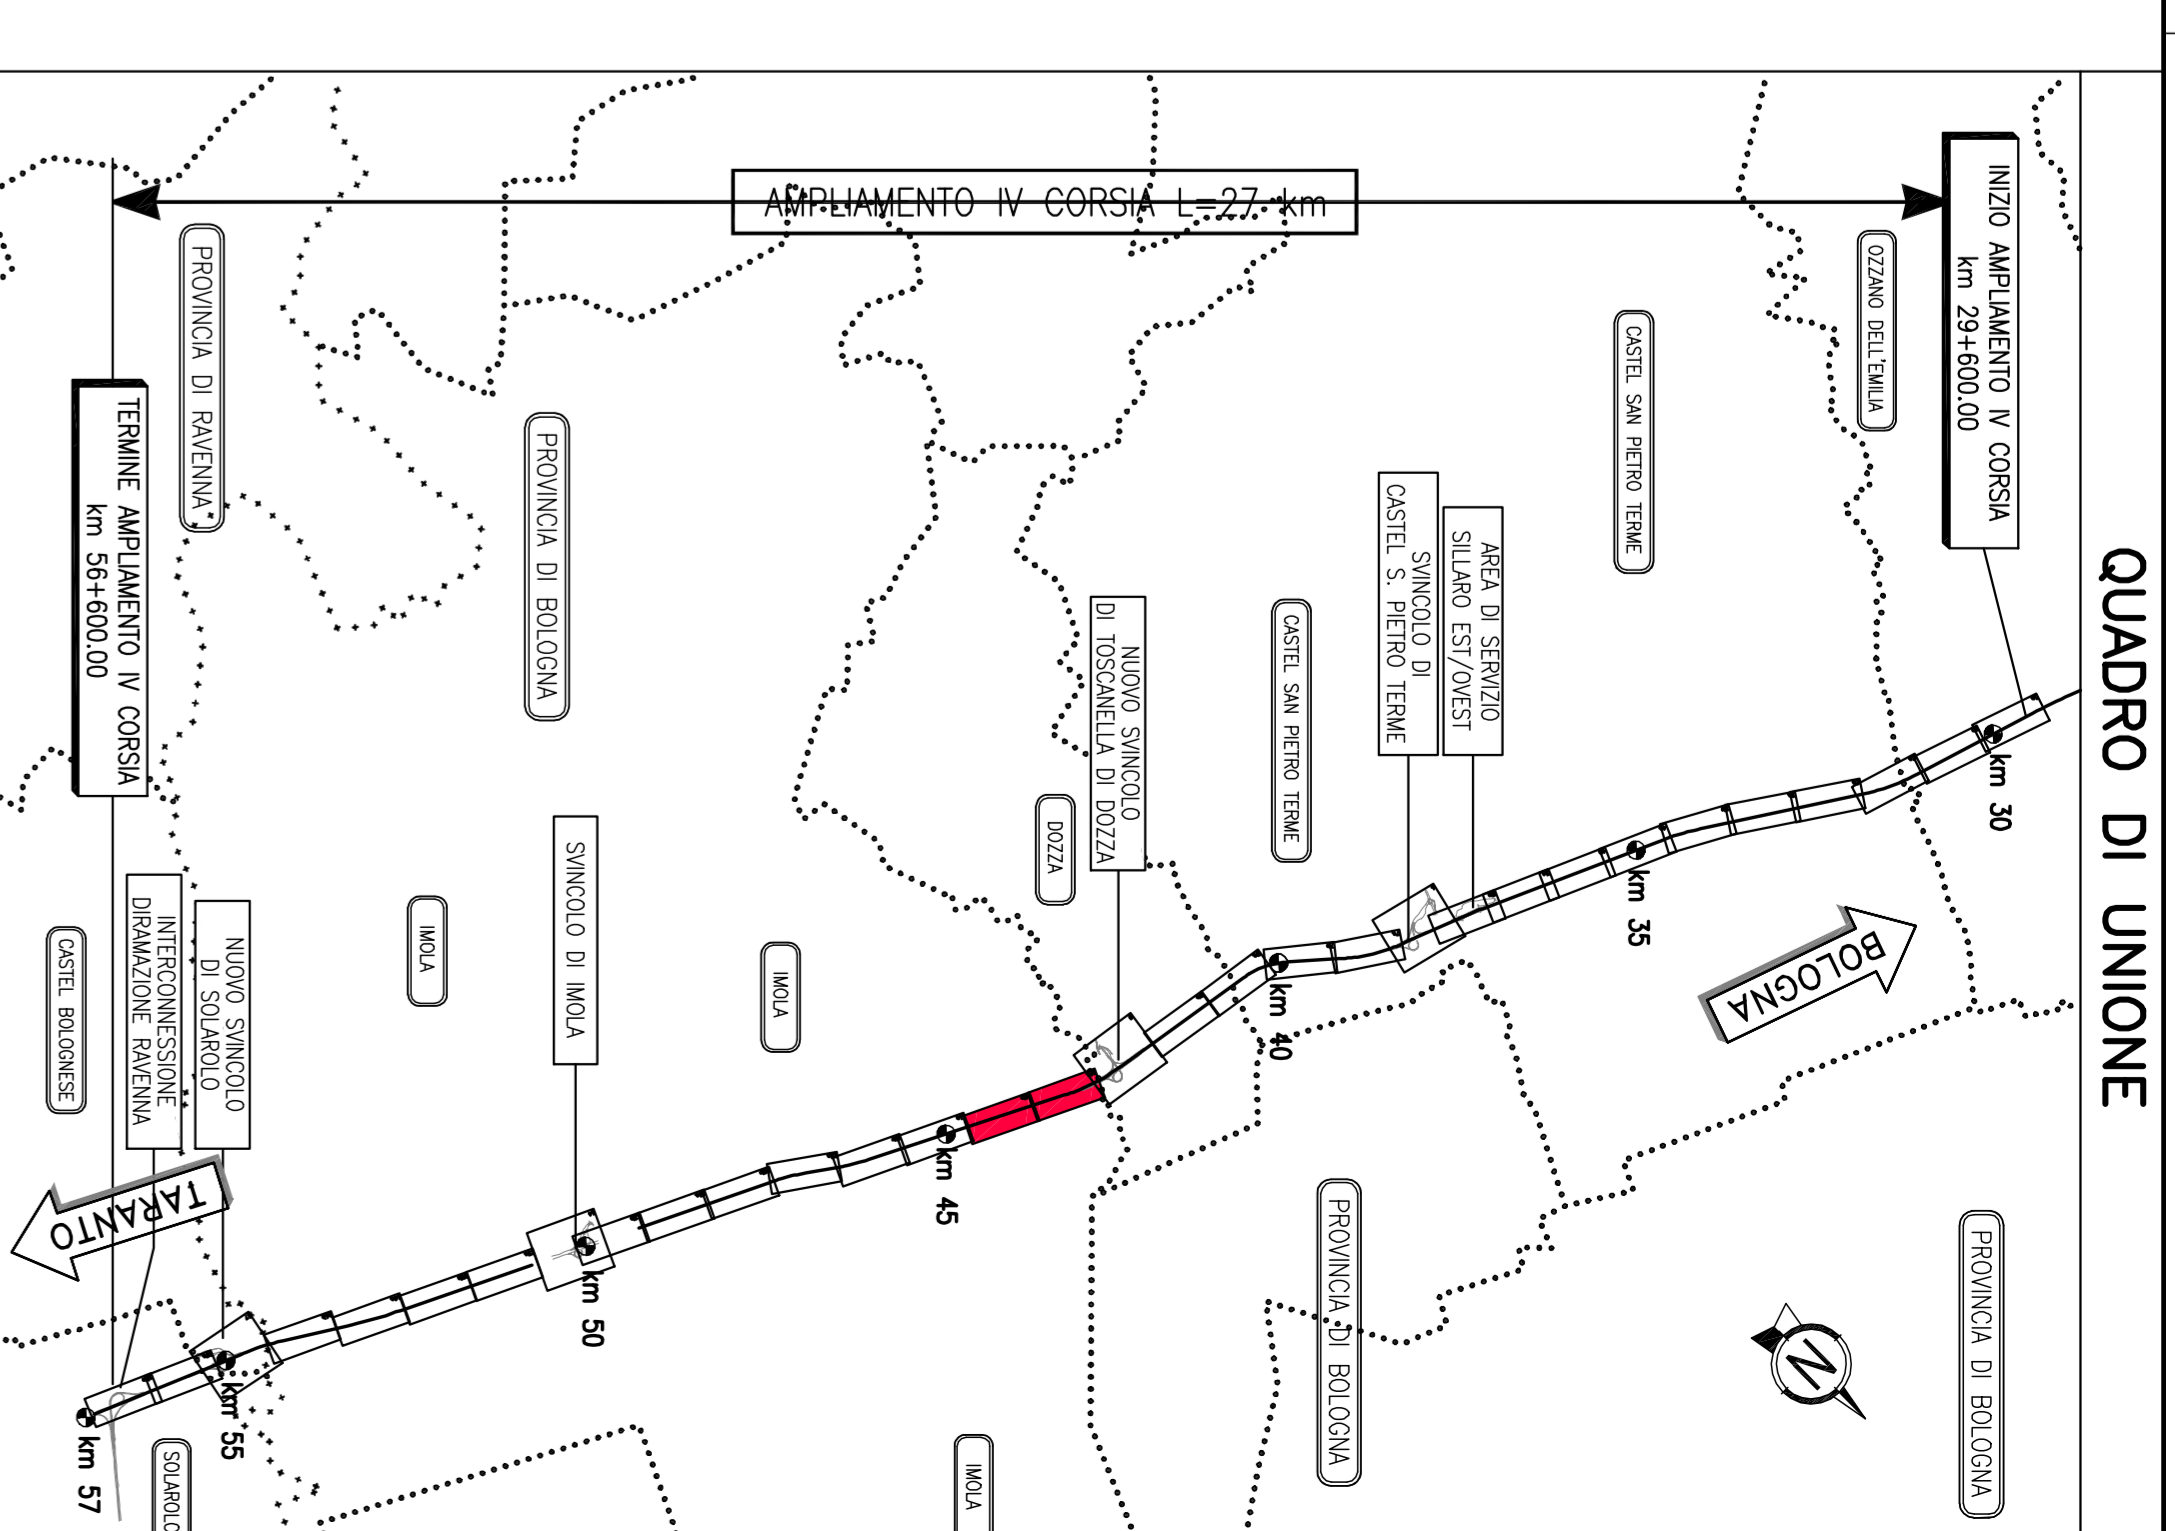 QUADRO DI UNIONE
INIZIO AMPLIAMENTO IV CORSIA
km 29+600.00
AMPLIAMENTO IV CORSIA L=27 km
TERMINE AMPLIAMENTO IV CORSIA
km 56+600.00
OZZANO DELL'EMILIA
CASTEL SAN PIETRO TERME
AREA DI SERVIZIO
SILLARO EST/OVEST
SVINCOLO DI
CASTEL S. PIETRO TERME
CASTEL SAN PIETRO TERME
NUOVO SVINCOLO
DI TOSCANELLA DI DOZZA
DOZZA
PROVINCIA DI BOLOGNA
PROVINCIA DI RAVENNA
IMOLA
SVINCOLO DI IMOLA
IMOLA
NUOVO SVINCOLO
DI SOLAROLO
INTERCONNESSIONE
DIRAMAZIONE RAVENNA
CASTEL BOLOGNESE
km 30
km 35
km 40
km 45
km 50
km 55
km 57
BOLOGNA
TARANTO
PROVINCIA DI BOLOGNA
PROVINCIA DI BOLOGNA
N
IMOLA
SOLAROLO